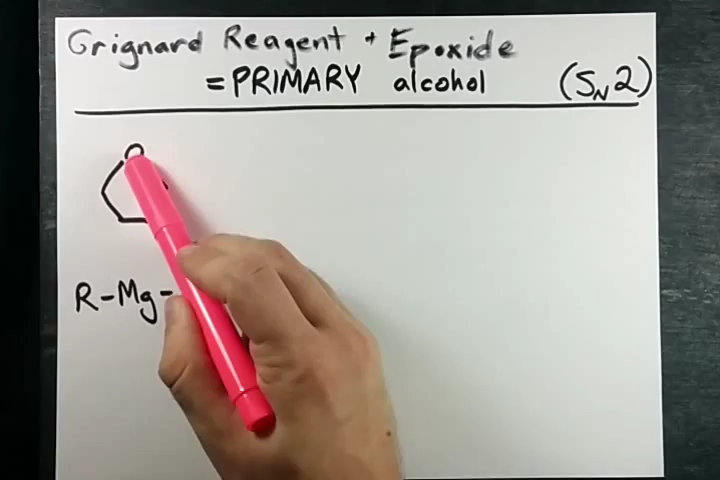 Grignard Reagent + Epoxide
= PRIMARY alcohol (SN2)
O
R-Mg-